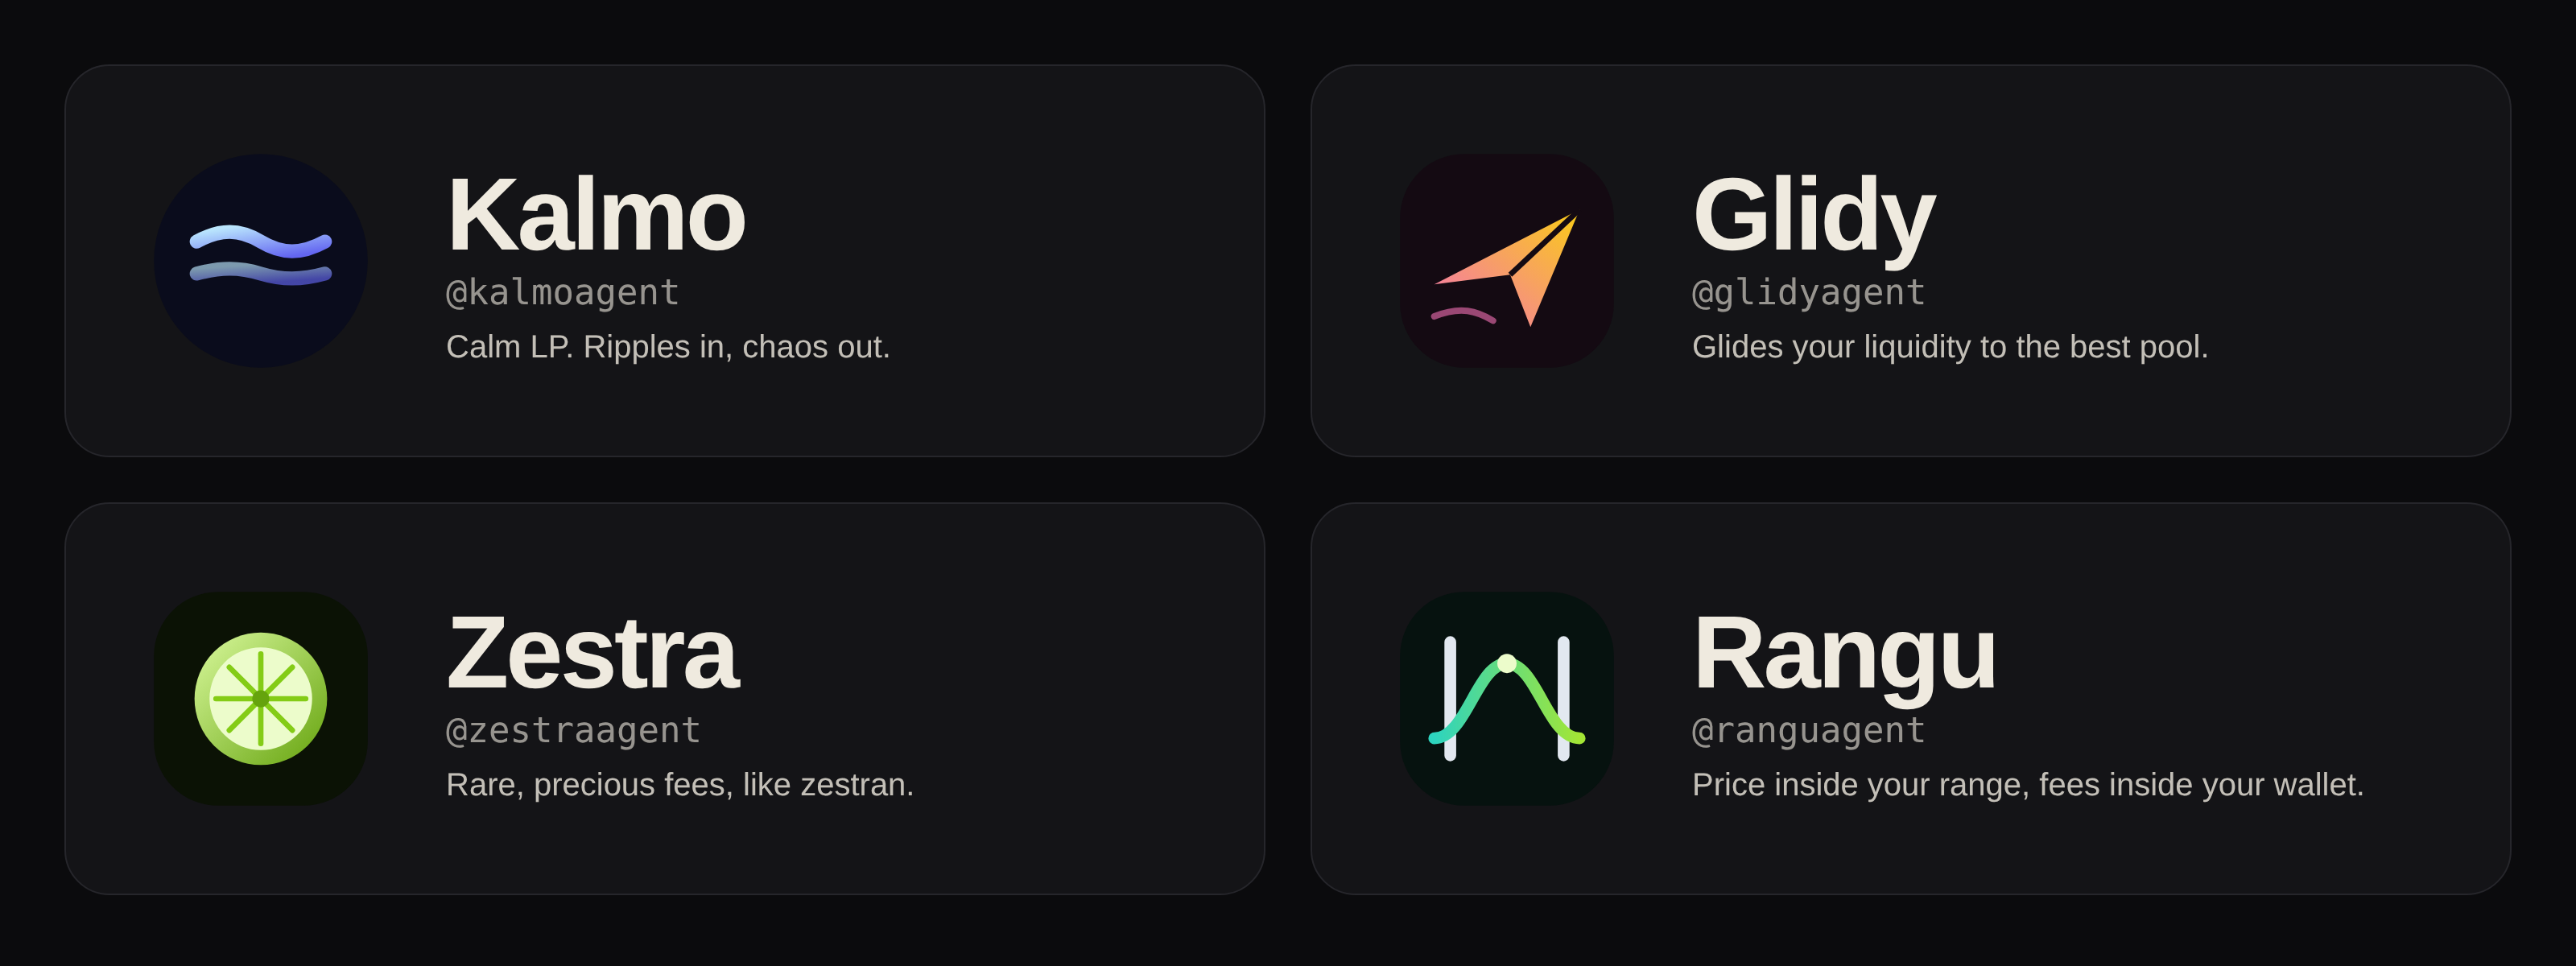 Kalmo
@kalmoagent
Calm LP. Ripples in, chaos out.
Glidy
@glidyagent
Glides your liquidity to the best pool.
Zestra
@zestraagent
Rare, precious fees, like zestran.
Rangu
@ranguagent
Price inside your range, fees inside your wallet.